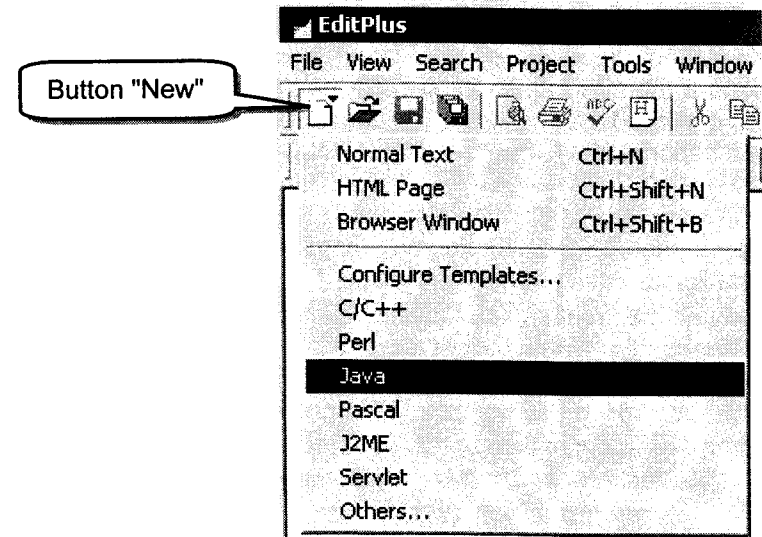 EditPlus
File View Search Project Tools Window
Button "New"
ABC
H
Normal Text Ctrl+N
HTML Page Ctrl+Shift+N
Browser Window Ctrl+Shift+B
Configure Templates...
C/C++
Perl
Java
Pascal
J2ME
Servlet
Others...